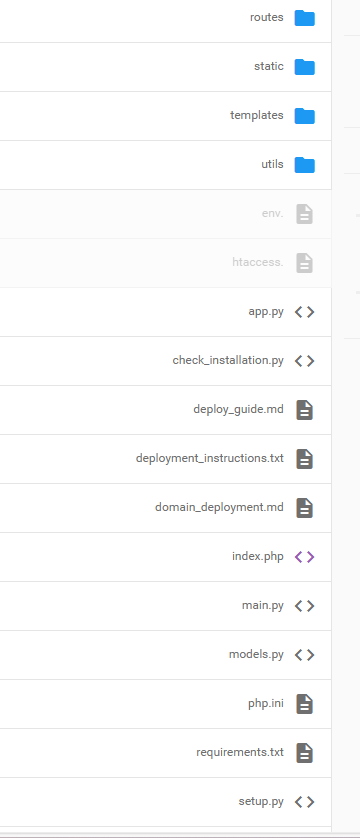 routes
static
templates
utils
env.
htaccess.
app.py
check_installation.py
deploy_guide.md
deployment_instructions.txt
domain_deployment.md
index.php
main.py
models.py
php.ini
requirements.txt
setup.py